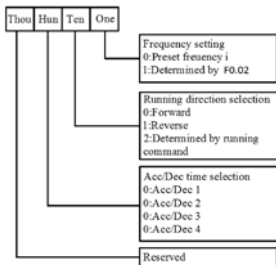 Thou Hun Ten One
Frequency setting
0:Preset freuency i
1:Determined by F0.02
Running direction selection
0:Forward
1:Reverse
2:Determined by running
command
Acc/Dec time selection
0:Acc/Dec 1
0:Acc/Dec 2
0:Acc/Dec 3
0:Acc/Dec 4
Reserved